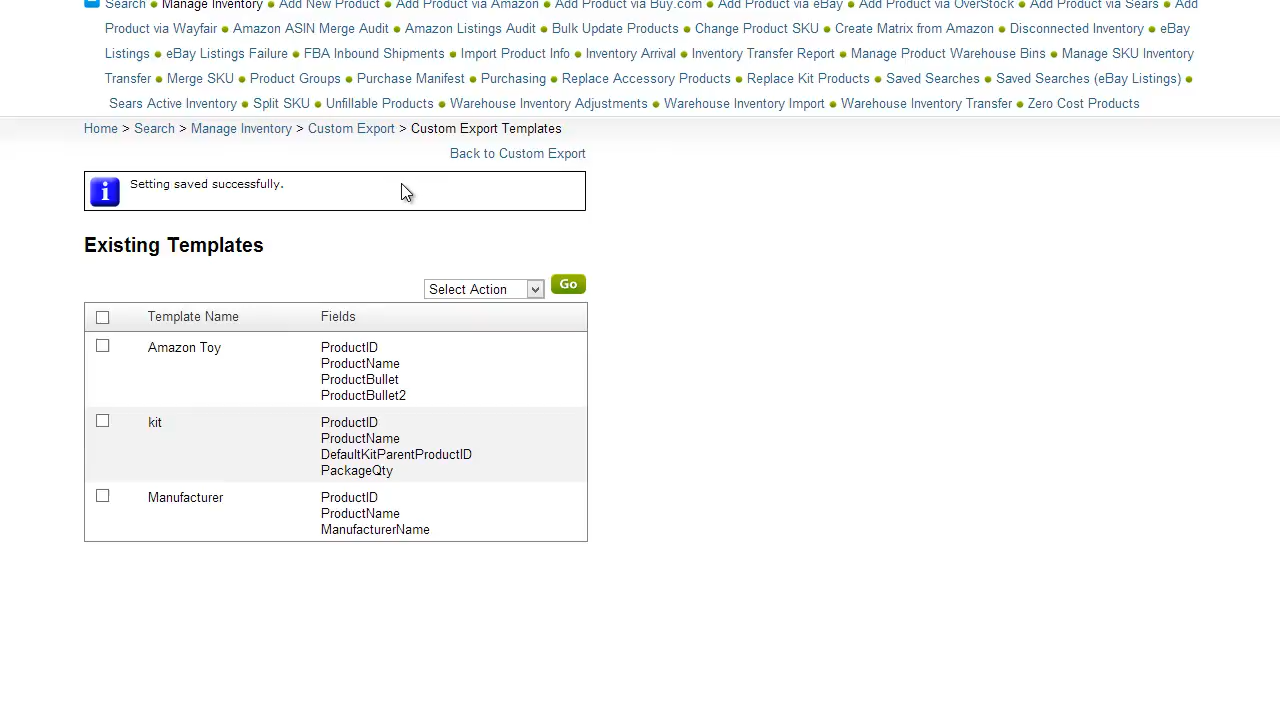 Search • Manage Inventory • Add New Product • Add Product via Amazon • Add Product via Buy.com • Add Product via eBay • Add Product via OverStock • Add Product via Sears • Add
Product via Wayfair • Amazon ASIN Merge Audit • Amazon Listings Audit • Bulk Update Products • Change Product SKU • Create Matrix from Amazon • Disconnected Inventory • eBay
Listings • eBay Listings Failure • FBA Inbound Shipments • Import Product Info • Inventory Arrival • Inventory Transfer Report • Manage Product Warehouse Bins • Manage SKU Inventory
Transfer • Merge SKU • Product Groups • Purchase Manifest • Purchasing • Replace Accessory Products • Replace Kit Products • Saved Searches • Saved Searches (eBay Listings) •
Sears Active Inventory • Split SKU • Unfillable Products • Warehouse Inventory Adjustments • Warehouse Inventory Import • Warehouse Inventory Transfer • Zero Cost Products
Home > Search > Manage Inventory > Custom Export > Custom Export Templates
Back to Custom Export
Setting saved successfully.
Existing Templates
Select Action Go
Template Name Fields
Amazon Toy ProductID
ProductName
ProductBullet
ProductBullet2
kit ProductID
ProductName
DefaultKitParentProductID
PackageQty
Manufacturer ProductID
ProductName
ManufacturerName